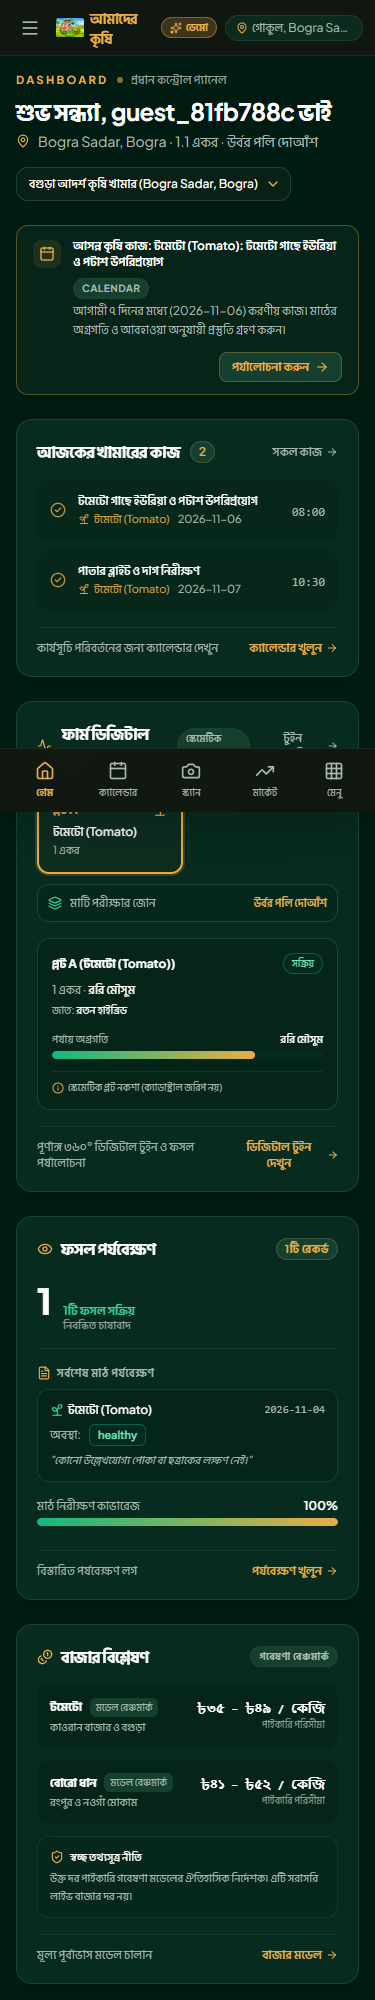 আমাদের কৃষি
ডেমো
গোকুল, Bogra Sa...
DASHBOARD • প্রধান কন্ট্রোল প্যানেল
শুভ সন্ধ্যা, guest_81fb788c ভাই
Bogra Sadar, Bogra · 1.1 একর · উর্বর পলি দোআঁশ
বগুড়া আদর্শ কৃষি খামার (Bogra Sadar, Bogra)
আসন্ন কৃষি কাজ: টমেটো (Tomato): টমেটো গাছে ইউরিয়া
ও পটাশ উপরিপ্রয়োগ
CALENDAR
আগামী ৭ দিনের মধ্যে (2026-11-06) করণীয় কাজ। মাঠের
অগ্রগতি ও আবহাওয়া অনুযায়ী প্রস্তুতি গ্রহণ করুন।
পর্যালোচনা করুন →
আজকের খামারের কাজ 2 সকল কাজ →
টমেটো গাছে ইউরিয়া ও পটাশ উপরিপ্রয়োগ
টমেটো (Tomato) 2026-11-06 08:00
পাতার ব্লাইট ও দাগ নিরীক্ষণ
টমেটো (Tomato) 2026-11-07 10:30
কার্যসূচি পরিবর্তনের জন্য ক্যালেন্ডার দেখুন ক্যালেন্ডার খুলুন →
ফার্ম ডিজিটাল স্কেমেটিক টুইন →
হোম ক্যালেন্ডার স্ক্যান মার্কেট মেনু
টমেটো (Tomato)
1 একর
মাটি পরীক্ষার জোন উর্বর পলি দোআঁশ
প্লট A (টমেটো (Tomato)) সক্রিয়
1 একর · রবি মৌসুম
জাত: রতন হাইব্রিড
পর্যায় অগ্রগতি রবি মৌসুম
স্কেমেটিক প্লট নকশা (ক্যাডাস্ট্রাল জরিপ নয়)
পূর্ণাঙ্গ ৩৬০° ডিজিটাল টুইন ও ফসল পর্যালোচনা
ডিজিটাল টুইন দেখুন →
ফসল পর্যবেক্ষণ 1টি রেকর্ড
1 1টি ফসল সক্রিয়
নিবন্ধিত চাষাবাদ
সর্বশেষ মাঠ পর্যবেক্ষণ
টমেটো (Tomato) 2026-11-04
অবস্থা: healthy
"কোনো উল্লেখযোগ্য পোকা বা ছত্রাকের লক্ষণ নেই।"
মাঠ নিরীক্ষণ কাভারেজ 100%
বিস্তারিত পর্যবেক্ষণ লগ পর্যবেক্ষণ খুলুন →
বাজার বিশ্লেষণ গবেষণা বেঞ্চমার্ক
টমেটো মডেল বেঞ্চমার্ক ৳৩৫ – ৳৪৯ / কেজি
কাওরান বাজার ও বগুড়া পাইকারি পরিসীমা
বোরো ধান মডেল বেঞ্চমার্ক ৳৪১ – ৳৫২ / কেজি
রংপুর ও নওগাঁ মোকাম পাইকারি পরিসীমা
স্বচ্ছ তথ্যসূত্র নীতি
উক্ত দর পাইকারি গবেষণা মডেলের ঐতিহাসিক নির্দেশক। এটি সরাসরি
লাইভ বাজার দর নয়।
মূল্য পূর্বাভাস মডেল চালান বাজার মডেল →